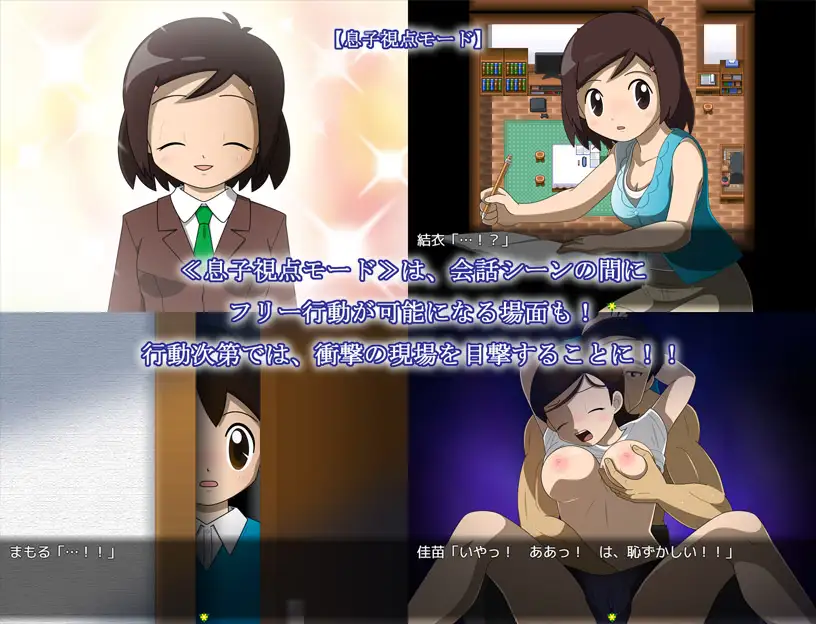 【息子視点モード】
結衣「…！？」
≪息子視点モード≫は、会話シーンの間に
フリー行動が可能になる場面も！
行動次第では、衝撃の現場を目撃することに！！
まもる「…！！」
佳苗「いやっ！　ああっ！　は、恥ずかしい！！」